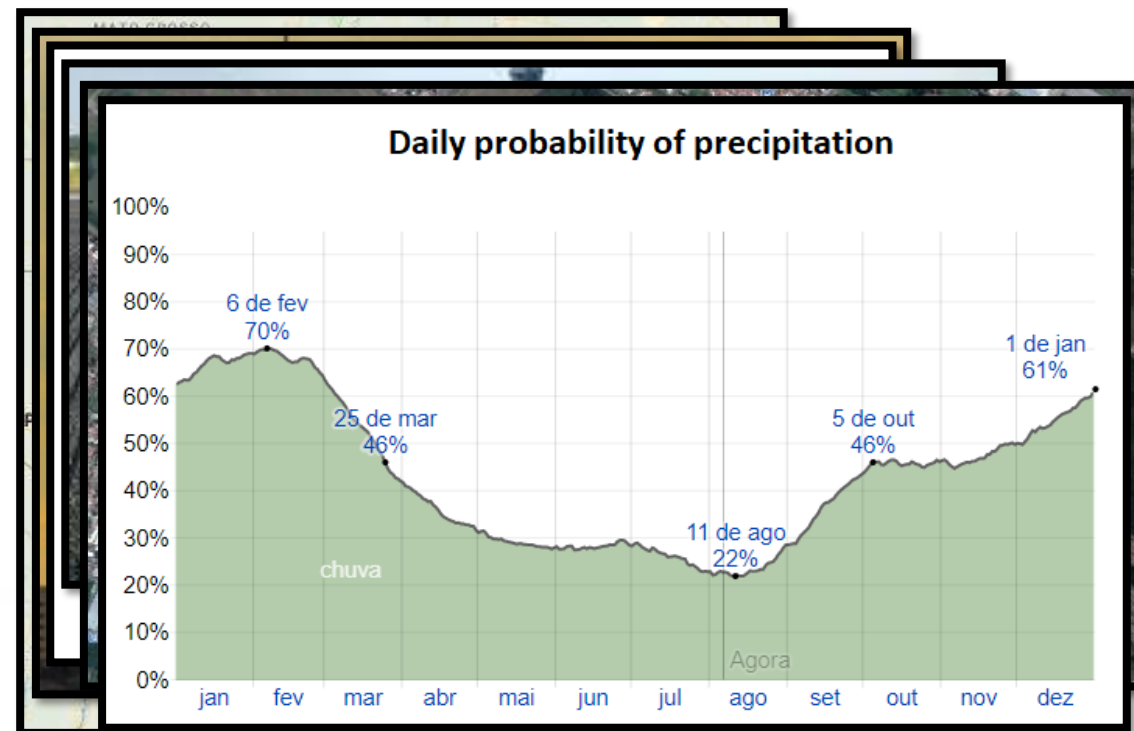 MATO GROSSO
Daily probability of precipitation
100%
90%
80%
70%
60%
50%
40%
30%
20%
10%
0%
6 de fev
70%
25 de mar
46%
11 de ago
22%
5 de out
46%
1 de jan
61%
chuva
Agora
jan fev mar abr mai jun jul ago set out nov dez